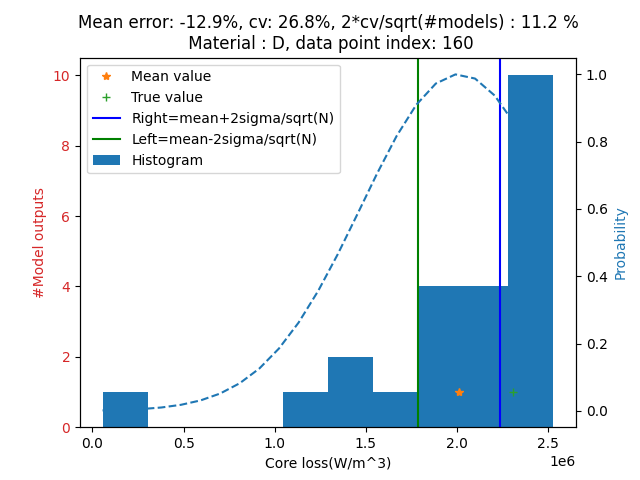 Mean error: -12.9%, cv: 26.8%, 2*cv/sqrt(#models) : 11.2 %
Material : D, data point index: 160
Mean value
True value
Right=mean+2sigma/sqrt(N)
Left=mean-2sigma/sqrt(N)
Histogram
#Model outputs
10
8
6
4
2
0
1.0
0.8
0.6
0.4
0.2
0.0
Probability
0.0 0.5 1.0 1.5 2.0 2.5
1e6
Core loss(W/m^3)